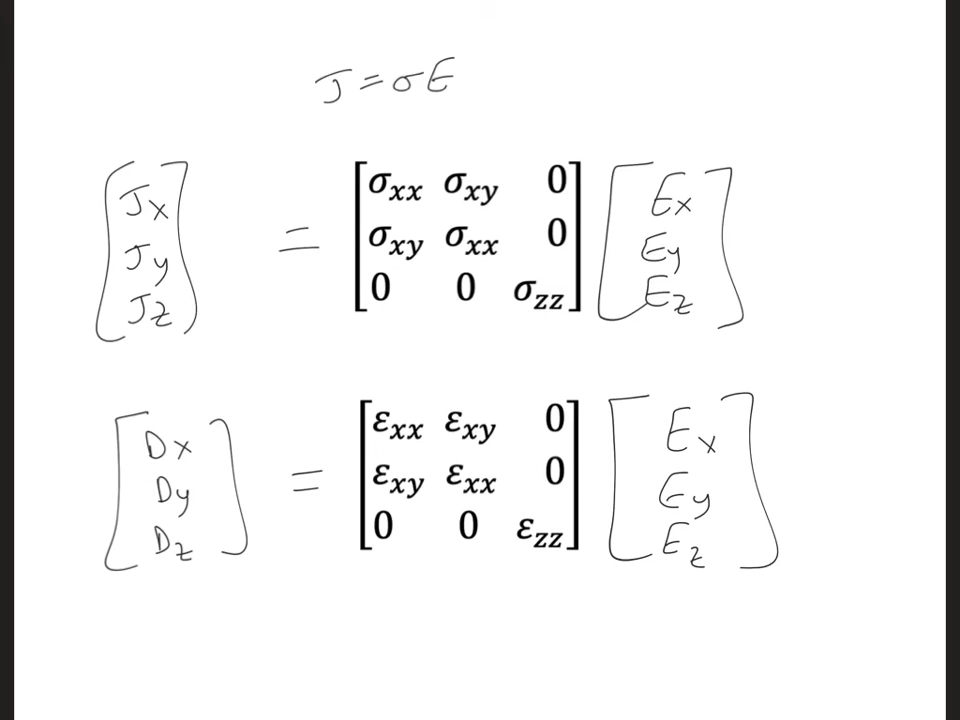 J = σE
[Jx Jy Jz] = [σxx σxy 0 σxy σxx 0 0 0 σzz] [Ex Ey Ez]
[Dx Dy Dz] = [εxx εxy 0 εxy εxx 0 0 0 εzz] [Ex Ey Ez]